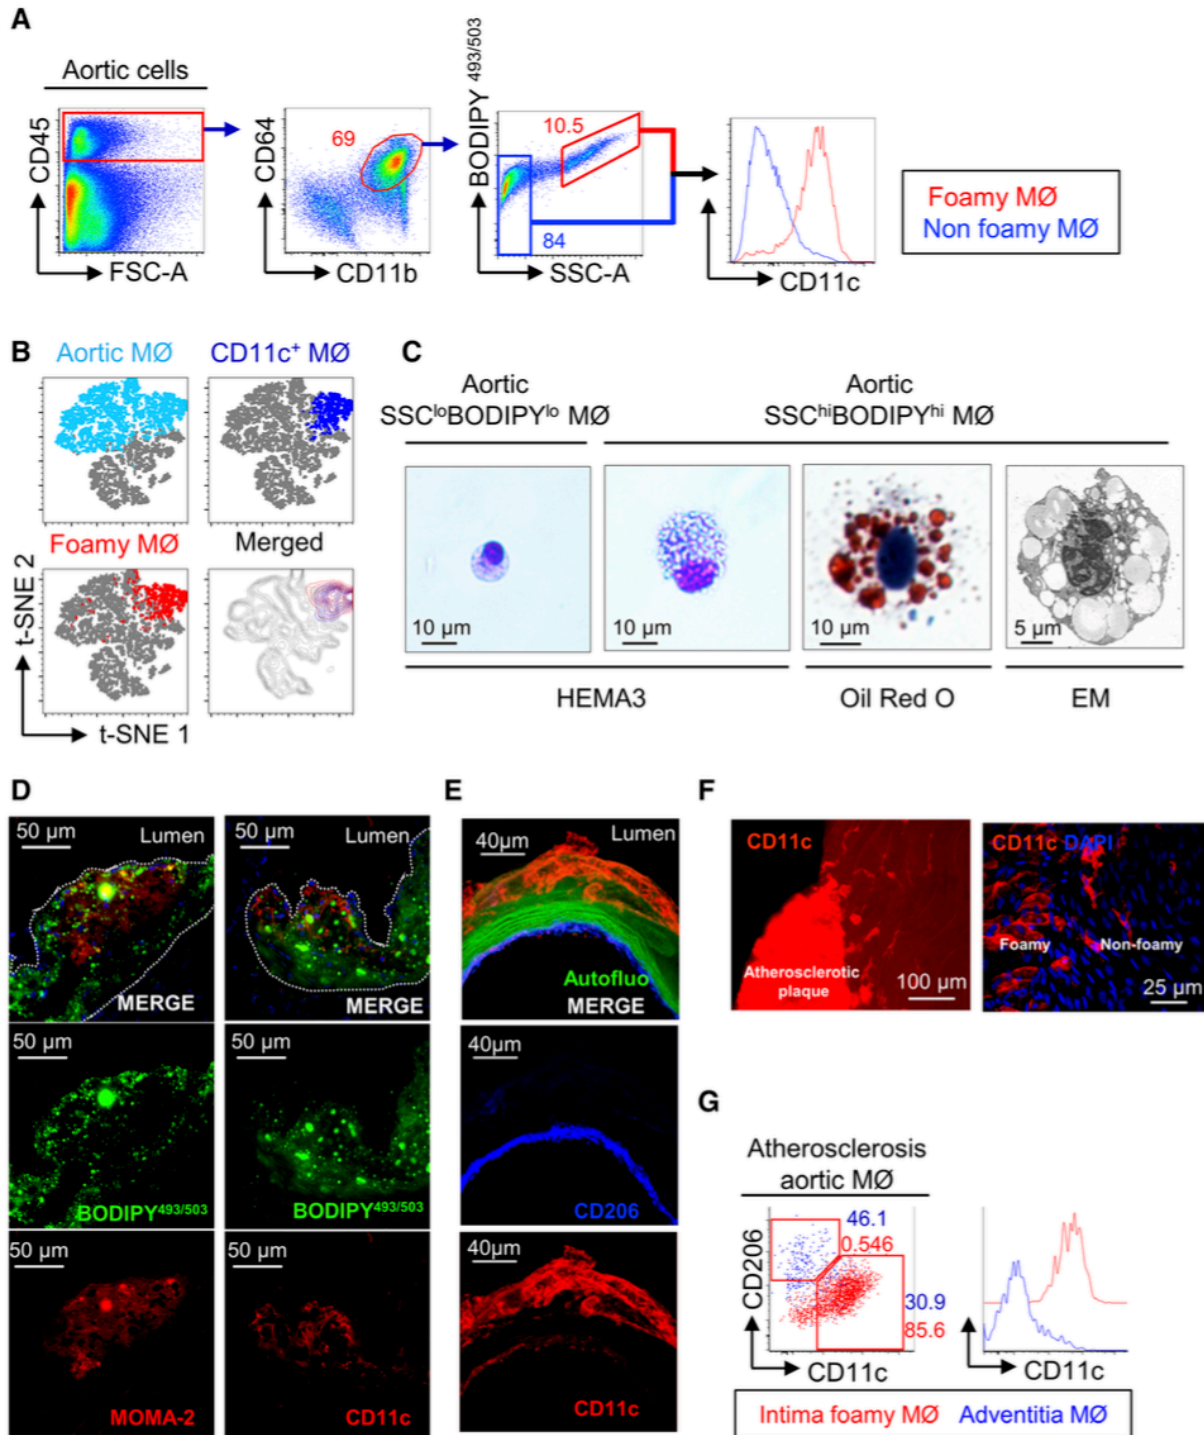 A
Aortic cells
CD45
FSC-A
CD64
69
CD11b
BODIPY 493/503
10.5
84
SSC-A
CD11c
Foamy MØ
Non foamy MØ
B
Aortic MØ
CD11c+ MØ
Foamy MØ
Merged
t-SNE 2
t-SNE 1
C
Aortic
SSCloBODIPYlo MØ
Aortic
SSChiBODIPYhi MØ
10 µm
10 µm
10 µm
5 µm
HEMA3
Oil Red O
EM
D
50 µm
Lumen
MERGE
50 µm
Lumen
MERGE
50 µm
BODIPY493/503
50 µm
BODIPY493/503
50 µm
MOMA-2
50 µm
CD11c
E
40µm
Lumen
Autofluo
MERGE
40µm
CD206
40µm
CD11c
F
CD11c
Atherosclerotic
plaque
100 µm
CD11c DAPI
Foamy
Non-foamy
25 µm
G
Atherosclerosis
aortic MØ
CD206
46.1
0.546
30.9
85.6
CD11c
CD11c
Intima foamy MØ Adventitia MØ